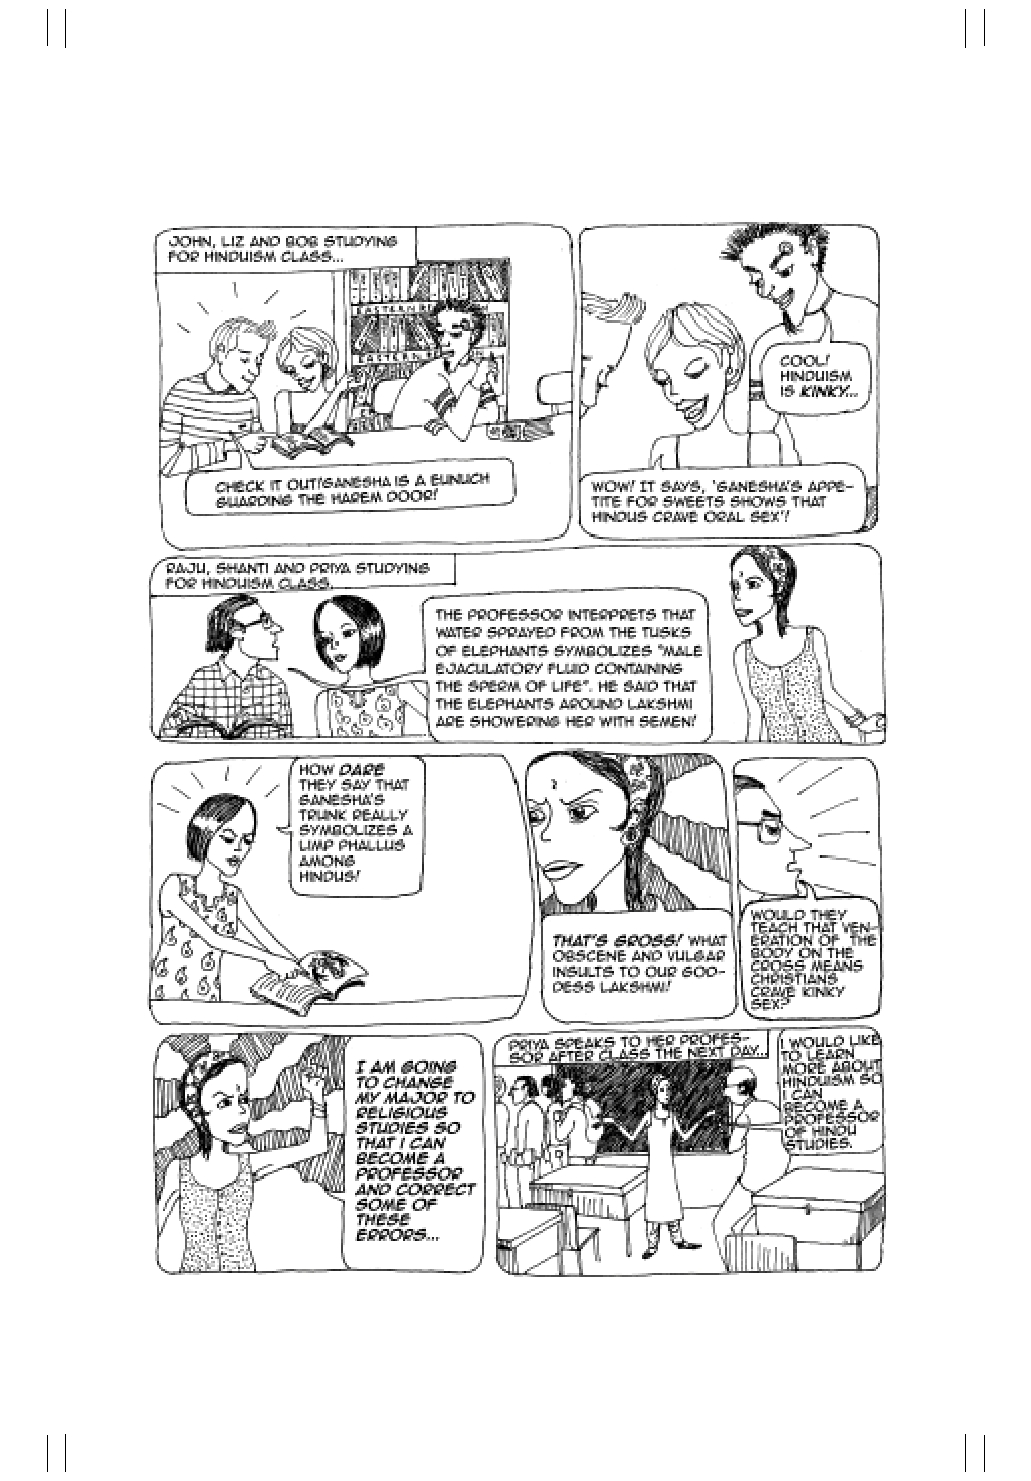 JOHN, LIZ AND BOB STUDYING
FOR HINDUISM CLASS...
EASTERN
EASTERN RE
CHECK IT OUT! GANESHA IS A EUNUCH
GUARDING THE HAREM DOOR!
COOL!
HINDUISM
IS KINKY...
WOW! IT SAYS, 'GANESHA'S APPE-
TITE FOR SWEETS SHOWS THAT
HINDUS CRAVE ORAL SEX'!
RAJU, SHANTI AND PRIYA STUDYING
FOR HINDUISM CLASS.
THE PROFESSOR INTERPRETS THAT
WATER SPRAYED FROM THE TUSKS
OF ELEPHANTS SYMBOLIZES "MALE
EJACULATORY FLUID CONTAINING
THE SPERM OF LIFE". HE SAID THAT
THE ELEPHANTS AROUND LAKSHMI
ARE SHOWERING HER WITH SEMEN!
HOW DARE
THEY SAY THAT
GANESHA'S
TRUNK REALLY
SYMBOLIZES A
LIMP PHALLUS
AMONG
HINDUS!
THAT'S GROSS! WHAT
OBSCENE AND VULGAR
INSULTS TO OUR GOD-
DESS LAKSHMI!
WOULD THEY
TEACH THAT VEN-
ERATION OF THE
BODY ON THE
CROSS MEANS
CHRISTIANS
CRAVE KINKY
SEX?
I AM GOING
TO CHANGE
MY MAJOR TO
RELIGIOUS
STUDIES SO
THAT I CAN
BECOME A
PROFESSOR
AND CORRECT
SOME OF
THESE
ERRORS...
PRIYA SPEAKS TO HER PROFES-
SOR AFTER CLASS THE NEXT DAY...
I WOULD LIKE
TO LEARN
MORE ABOUT
HINDUISM SO
I CAN
BECOME A
PROFESSOR
OF HINDU
STUDIES.